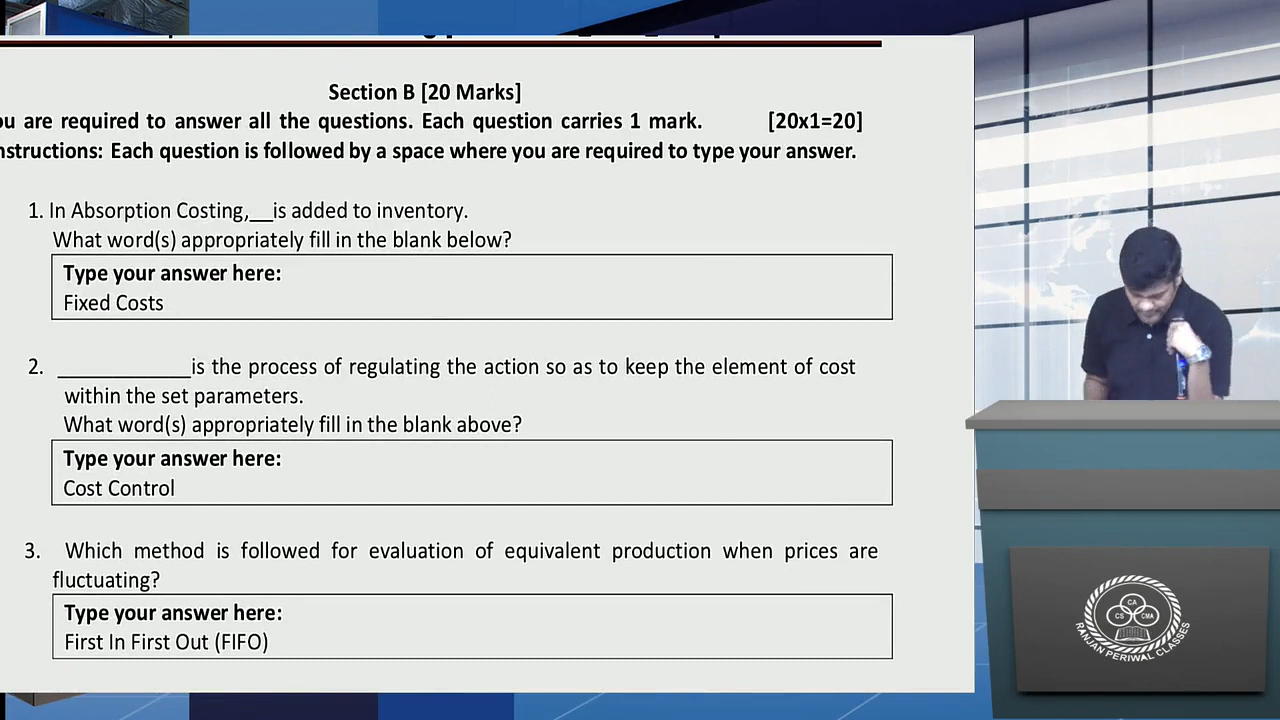 Section B [20 Marks]
ou are required to answer all the questions. Each question carries 1 mark. [20x1=20]
nstructions: Each question is followed by a space where you are required to type your answer.
1. In Absorption Costing,__is added to inventory.
What word(s) appropriately fill in the blank below?
Type your answer here:
Fixed Costs
2. ____________is the process of regulating the action so as to keep the element of cost
within the set parameters.
What word(s) appropriately fill in the blank above?
Type your answer here:
Cost Control
3. Which method is followed for evaluation of equivalent production when prices are
fluctuating?
Type your answer here:
First In First Out (FIFO)
CA
CS CMA
RANJAN PERIWAL CLASSES